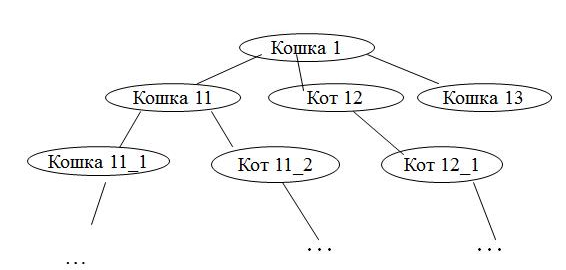 Кошка 1
Кошка 11
Кот 12
Кошка 13
Кошка 11_1
Кот 11_2
Кот 12_1
...
...
...